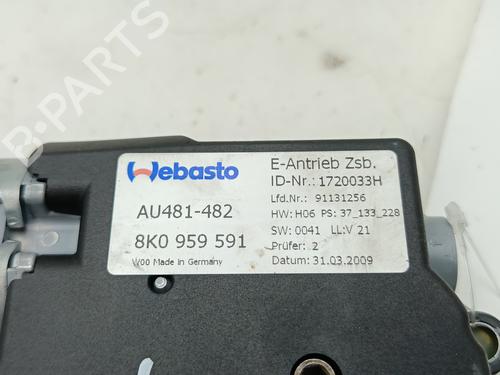 B-PARTS
Webasto
AU481-482
8K0 959 591
W00 Made in Germany
E-Antrieb Zsb.
ID-Nr.: 1720033H
Lfd.Nr.: 91131256
HW: H06 PS: 37_133_228
SW: 0041 LL:V 21
Prüfer: 2
Datum: 31.03.2009